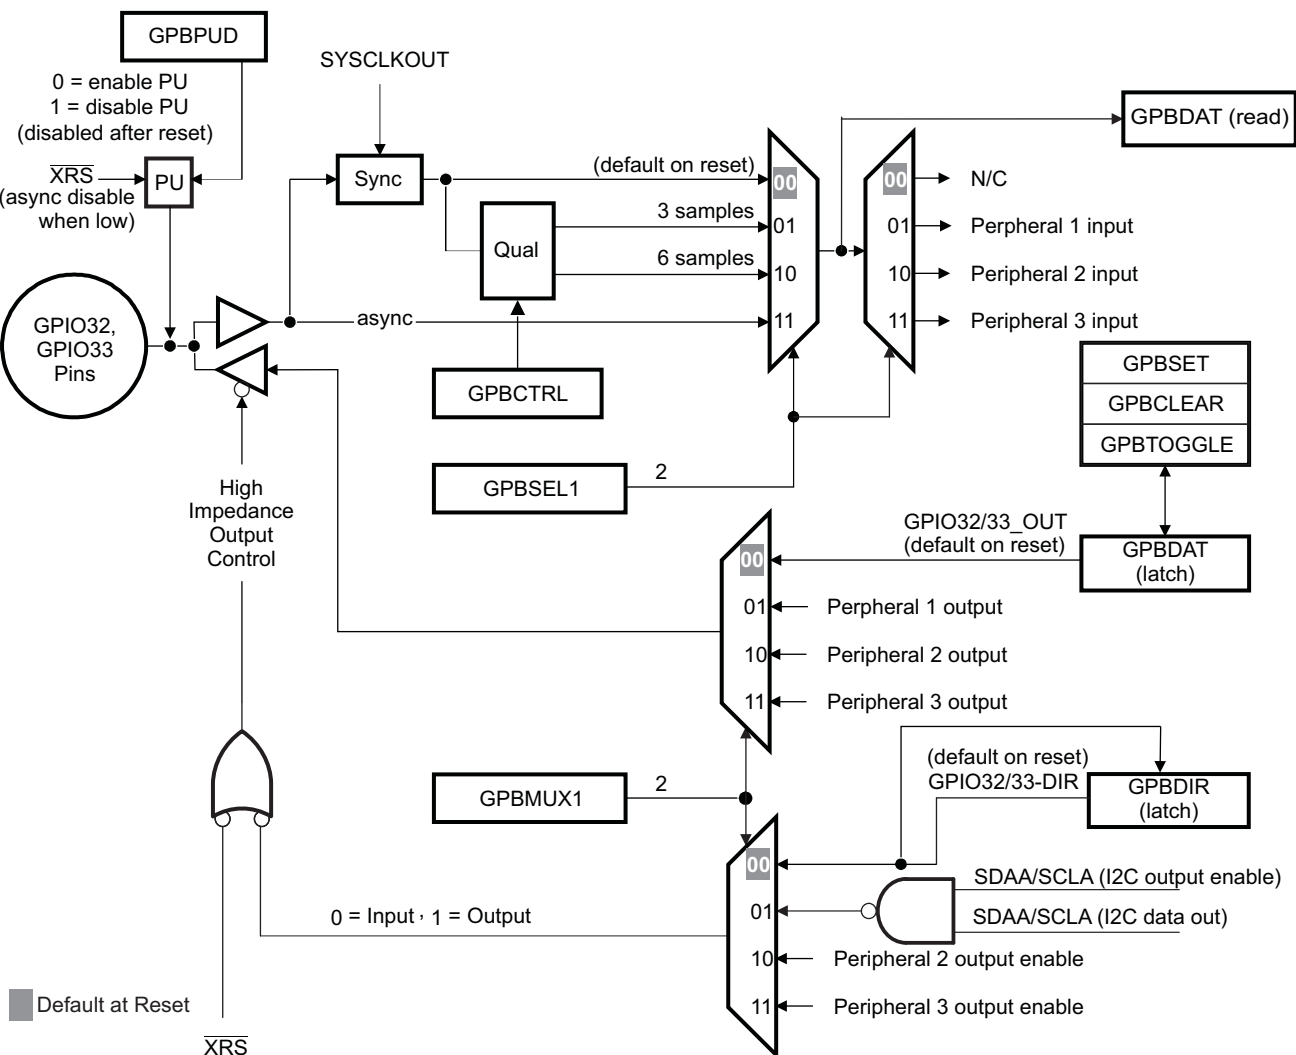 GPBPUD
0 = enable PU
1 = disable PU
(disabled after reset)
XRS
(async disable
when low)
PU
SYSCLKOUT
Sync
(default on reset)
3 samples
Qual
6 samples
async
GPBCTRL
GPBSEL1
2
00
01
10
11
00
01
10
11
GPBDAT (read)
N/C
Perpheral 1 input
Peripheral 2 input
Peripheral 3 input
GPIO32,
GPIO33
Pins
GPBSET
GPBCLEAR
GPBTOGGLE
GPBDAT
(latch)
GPIO32/33_OUT
(default on reset)
00
01
10
11
Perpheral 1 output
Peripheral 2 output
Peripheral 3 output
High
Impedance
Output
Control
GPBMUX1
2
(default on reset)
GPIO32/33-DIR
GPBDIR
(latch)
00
01
10
11
SDAA/SCLA (I2C output enable)
SDAA/SCLA (I2C data out)
Peripheral 2 output enable
Peripheral 3 output enable
0 = Input, 1 = Output
Default at Reset
XRS